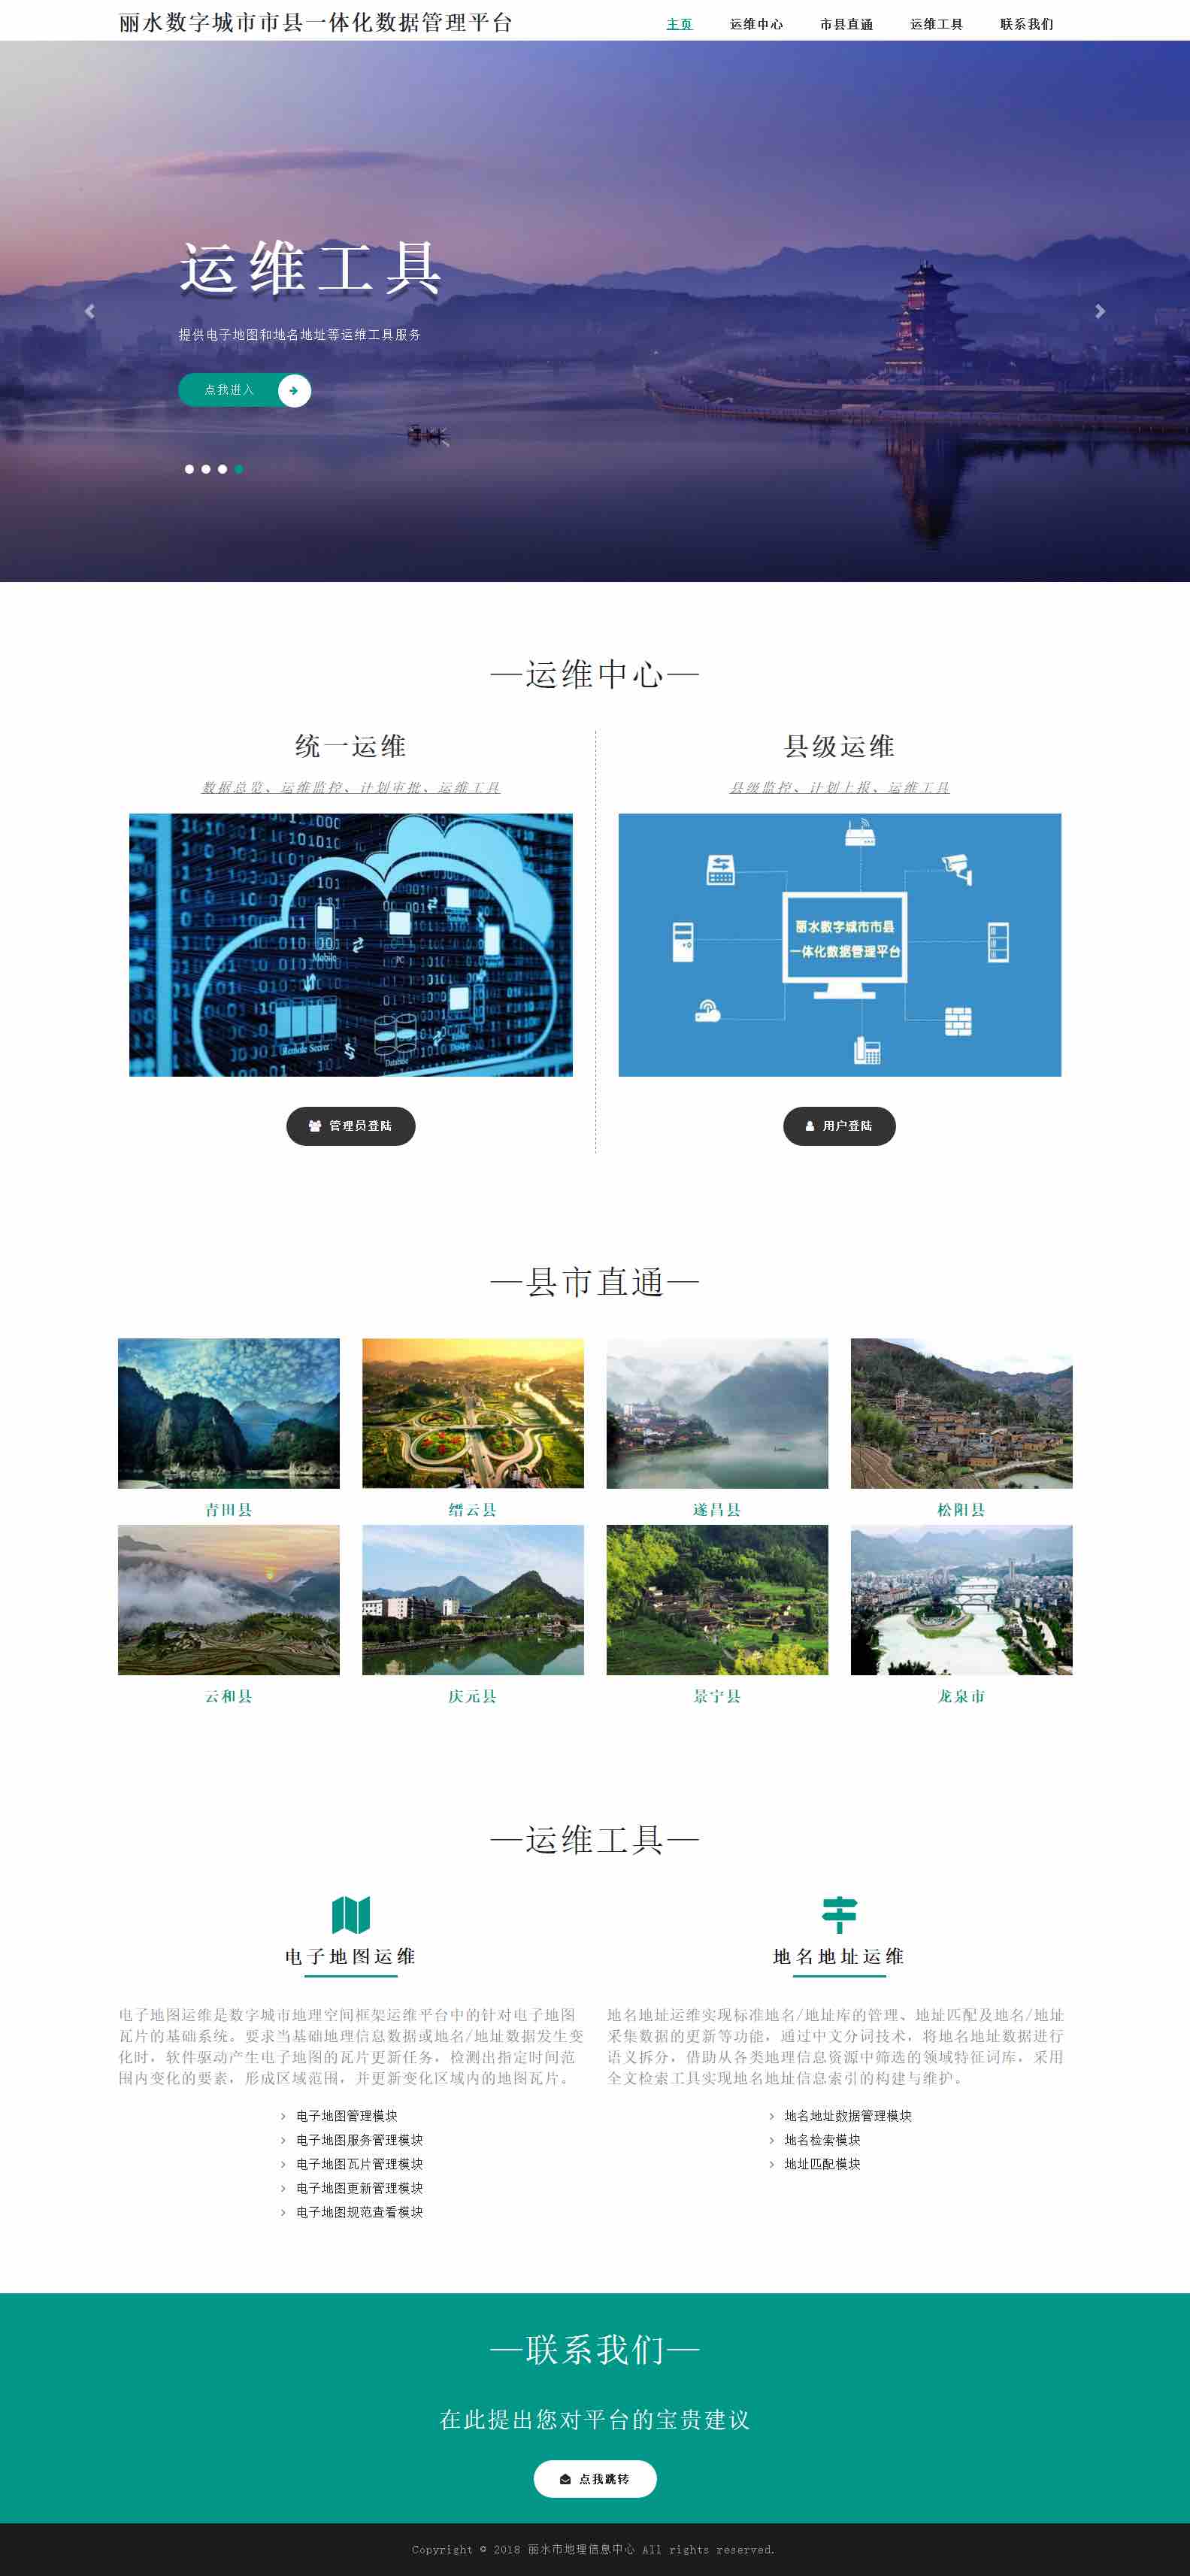 丽水数字城市市县一体化数据管理平台
主页 运维中心 市县直通 运维工具 联系我们
运维工具
提供电子地图和地名地址等运维工具服务
点我进入
—运维中心—
统一运维
数据总览、运维监控、计划审批、运维工具
Mobile
PC
Remote Server
Database
管理员登陆
县级运维
县级监控、计划上报、运维工具
丽水数字城市市县
一体化数据管理平台
用户登陆
—县市直通—
青田县 缙云县 遂昌县 松阳县
云和县 庆元县 景宁县 龙泉市
—运维工具—
电子地图运维
电子地图运维是数字城市地理空间框架运维平台中的针对电子地图
瓦片的基础系统。要求当基础地理信息数据或地名/地址数据发生变
化时，软件驱动产生电子地图的瓦片更新任务，检测出指定时间范
围内变化的要素，形成区域范围，并更新变化区域内的地图瓦片。
电子地图管理模块
电子地图服务管理模块
电子地图瓦片管理模块
电子地图更新管理模块
电子地图规范查看模块
地名地址运维
地名地址运维实现标准地名/地址库的管理、地址匹配及地名/地址
采集数据的更新等功能，通过中文分词技术，将地名地址数据进行
语义拆分，借助从各类地理信息资源中筛选的领域特征词库，采用
全文检索工具实现地名地址信息索引的构建与维护。
地名地址数据管理模块
地名检索模块
地址匹配模块
—联系我们—
在此提出您对平台的宝贵建议
点我跳转
Copyright © 2018 丽水市地理信息中心 All rights reserved.